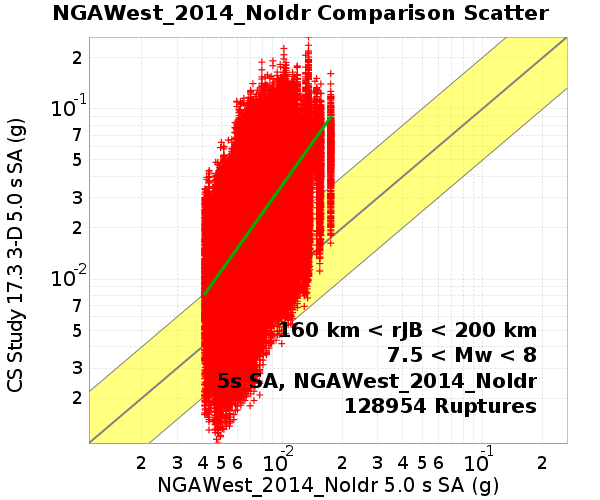 NGAWest_2014_NoIdr Comparison Scatter
CS Study 17.3 3-D 5.0 s SA (g)
2
10-1
7
5
3
2
10-2
7
5
3
2
160 km < rJB < 200 km
7.5 < Mw < 8
5s SA, NGAWest_2014_NoIdr
128954 Ruptures
2 3 4 5 6 10-2 2 3 4 5 6 10-1 2
NGAWest_2014_NoIdr 5.0 s SA (g)